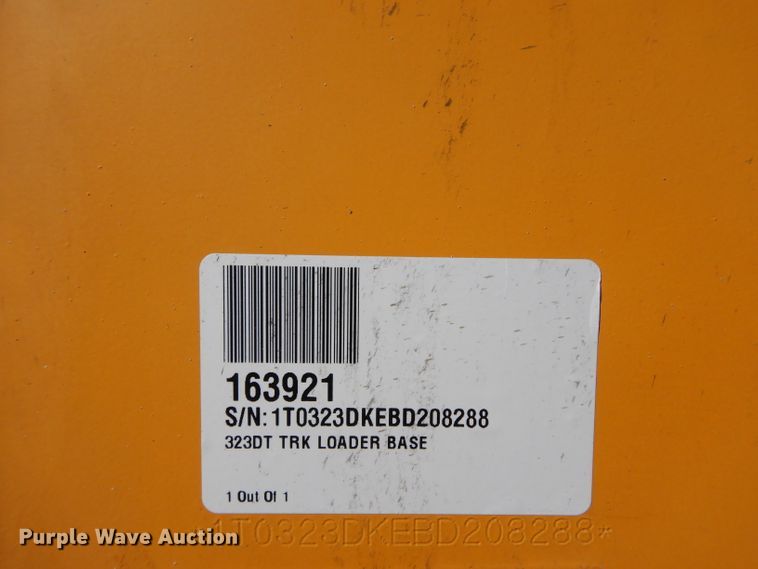 163921
S/N: 1T0323DKEBD208288
323DT TRK LOADER BASE
1 Out Of 1
1T0323DKEBD208288*
Purple Wave Auction